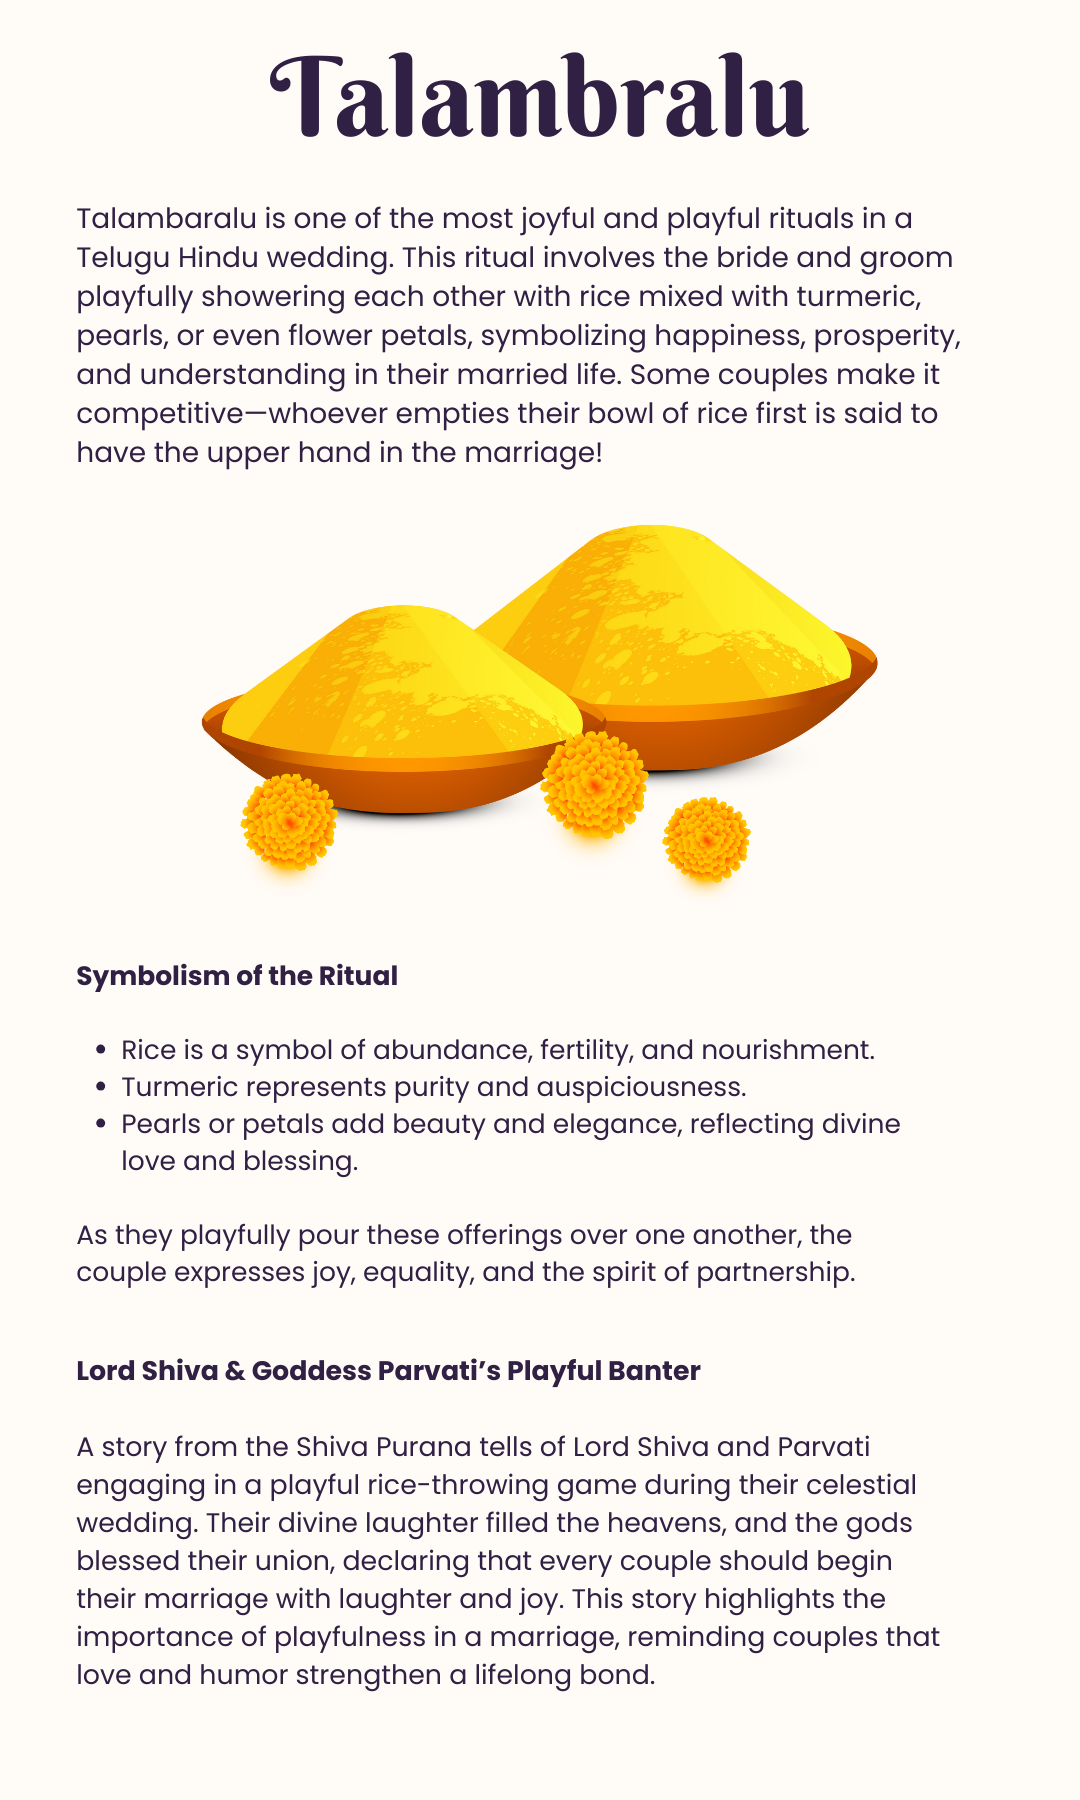 Talambralu
Talambaralu is one of the most joyful and playful rituals in a
Telugu Hindu wedding. This ritual involves the bride and groom
playfully showering each other with rice mixed with turmeric,
pearls, or even flower petals, symbolizing happiness, prosperity,
and understanding in their married life. Some couples make it
competitive—whoever empties their bowl of rice first is said to
have the upper hand in the marriage!
Symbolism of the Ritual
• Rice is a symbol of abundance, fertility, and nourishment.
• Turmeric represents purity and auspiciousness.
• Pearls or petals add beauty and elegance, reflecting divine
love and blessing.
As they playfully pour these offerings over one another, the
couple expresses joy, equality, and the spirit of partnership.
Lord Shiva & Goddess Parvati’s Playful Banter
A story from the Shiva Purana tells of Lord Shiva and Parvati
engaging in a playful rice-throwing game during their celestial
wedding. Their divine laughter filled the heavens, and the gods
blessed their union, declaring that every couple should begin
their marriage with laughter and joy. This story highlights the
importance of playfulness in a marriage, reminding couples that
love and humor strengthen a lifelong bond.